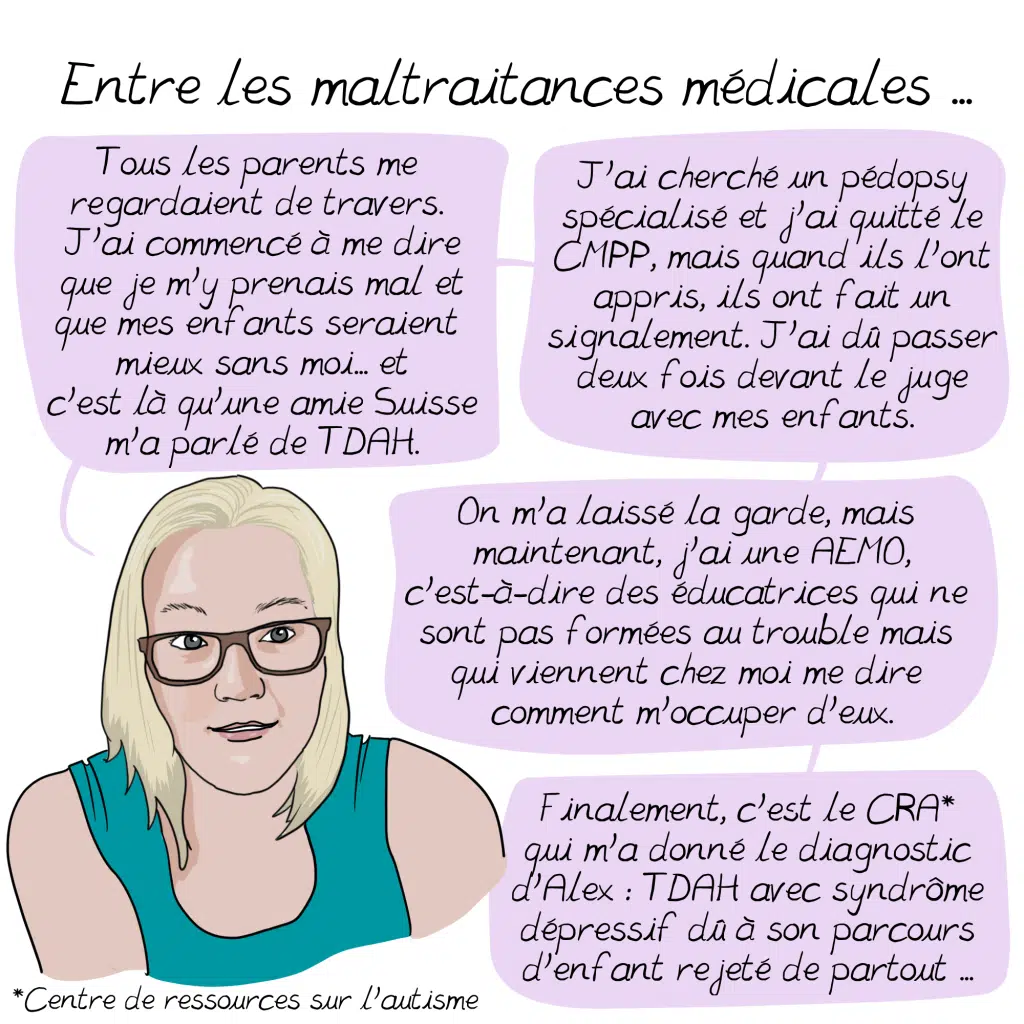 Entre les maltraitances médicales ...
Tous les parents me
regardaient de travers.
J'ai commencé à me dire
que je m'y prenais mal et
que mes enfants seraient
mieux sans moi... et
c'est là qu'une amie Suisse
m'a parlé de TDAH.
J'ai cherché un pédopsy
spécialisé et j'ai quitté le
CMPP, mais quand ils l'ont
appris, ils ont fait un
signalement. J'ai dû passer
deux fois devant le juge
avec mes enfants.
On m'a laissé la garde, mais
maintenant, j'ai une AEMO,
c'est-à-dire des éducatrices qui ne
sont pas formées au trouble mais
qui viennent chez moi me dire
comment m'occuper d'eux.
Finalement, c'est le CRA*
qui m'a donné le diagnostic
d'Alex : TDAH avec syndrôme
dépressif dû à son parcours
d'enfant rejeté de partout ...
*Centre de ressources sur l'autisme